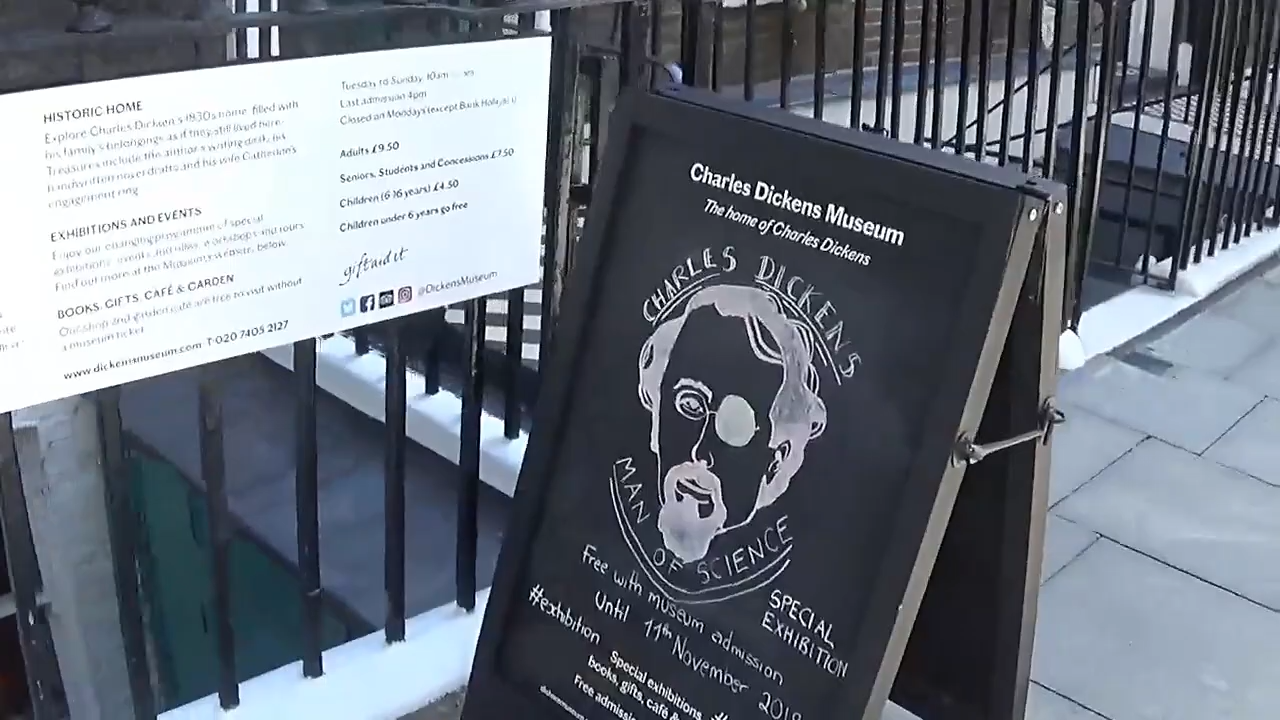 HISTORIC HOME
Explore Charles Dickens's 1830s home, filled with
his family's belongings as if they still lived here.
Treasures include the author's writing desk, his
handwritten novel drafts and his wife Catherine's
engagement ring.
EXHIBITIONS AND EVENTS
Enjoy our changing programme of special
exhibitions, events, activities, workshops and tours
Find out more at the Museum's website, below.
BOOKS, GIFTS, CAFÉ & GARDEN
Our shop and garden café are free to visit without
a museum ticket.
www.dickensmuseum.com T: 020 7405 2127
Tuesday to Sunday, 10am
Last admission 4pm
Closed on Mondays (except Bank Holidays)
Adults £9.50
Seniors, Students and Concessions £7.50
Children (6-16 years) £4.50
Children under 6 years go free
giftaid it
@DickensMuseum
Charles Dickens Museum
The home of Charles Dickens
CHARLES DICKENS
MAN OF SCIENCE
SPECIAL
EXHIBITION
Free with museum admission
Until 11th November 2018
#exhibition
Special exhibitions
books, gifts, café &
Free